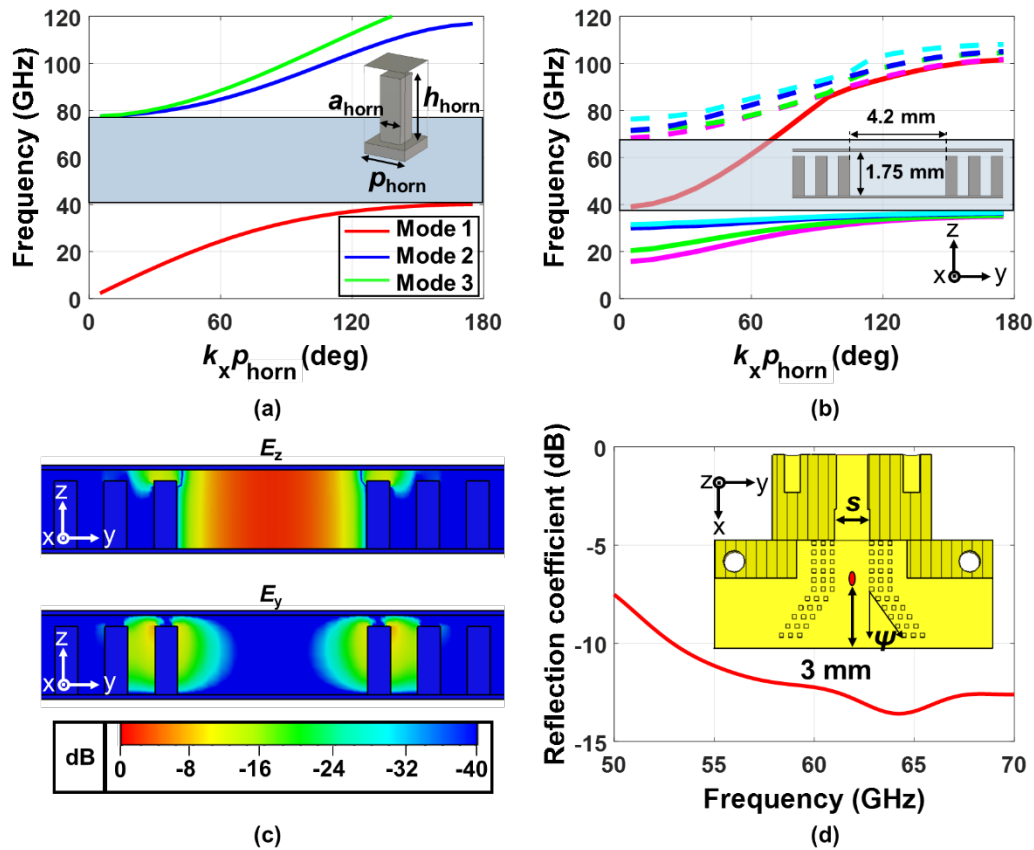 120
100
80
60
40
20
0
Frequency (GHz)
a_horn
h_horn
p_horn
Mode 1
Mode 2
Mode 3
0 60 120 180
k_x p_horn (deg)
(a)
120
100
80
60
40
20
0
Frequency (GHz)
4.2 mm
1.75 mm
z
x y
0 60 120 180
k_x p_horn (deg)
(b)
E_z
z
x y
E_y
z
x y
dB
0 -8 -16 -24 -32 -40
(c)
0
-5
-10
-15
Reflection coefficient (dB)
z y
x
s
ψ
3 mm
50 55 60 65 70
Frequency (GHz)
(d)